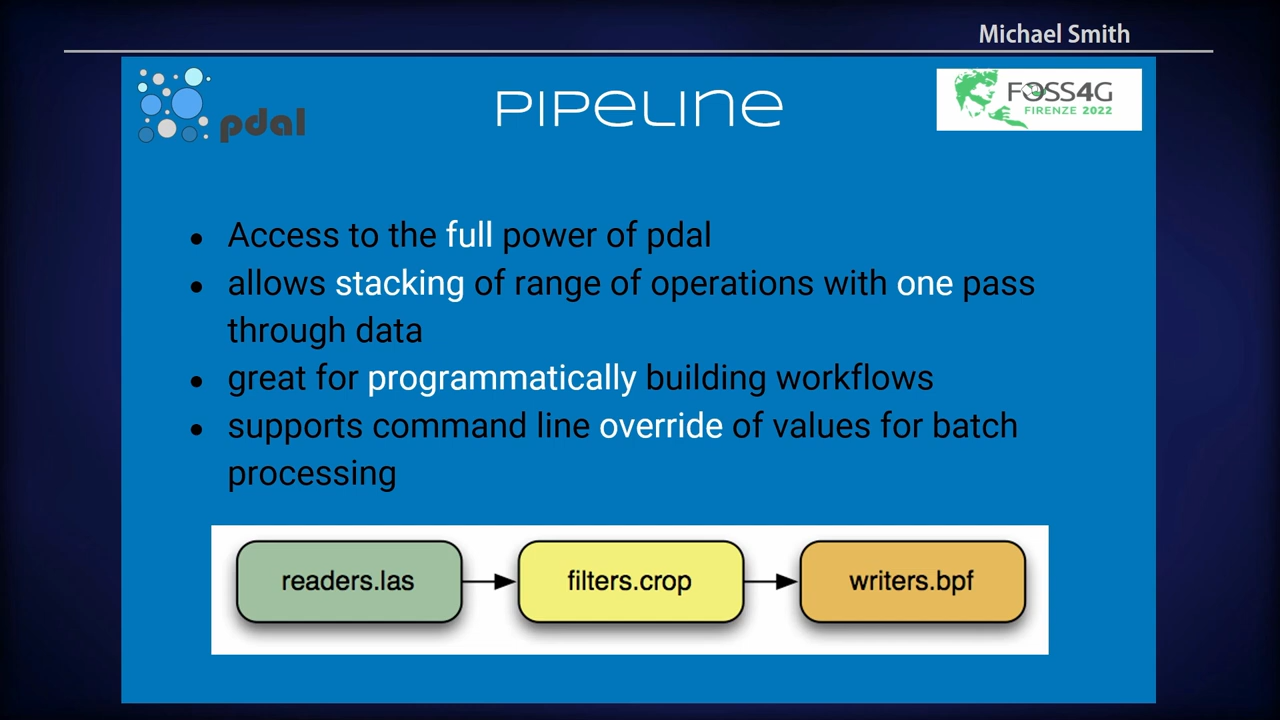 Michael Smith
pdal
PIPeLine
FOSS4G
FIRENZE 2022
• Access to the full power of pdal
• allows stacking of range of operations with one pass
through data
• great for programmatically building workflows
• supports command line override of values for batch
processing
readers.las
filters.crop
writers.bpf